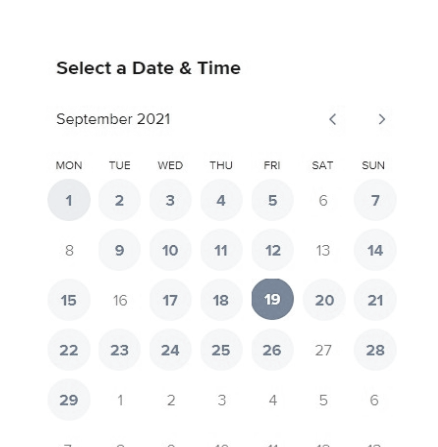 Select a Date & Time
September 2021
MON TUE WED THU FRI SAT SUN
1 2 3 4 5 6 7
8 9 10 11 12 13 14
15 16 17 18 19 20 21
22 23 24 25 26 27 28
29 1 2 3 4 5 6